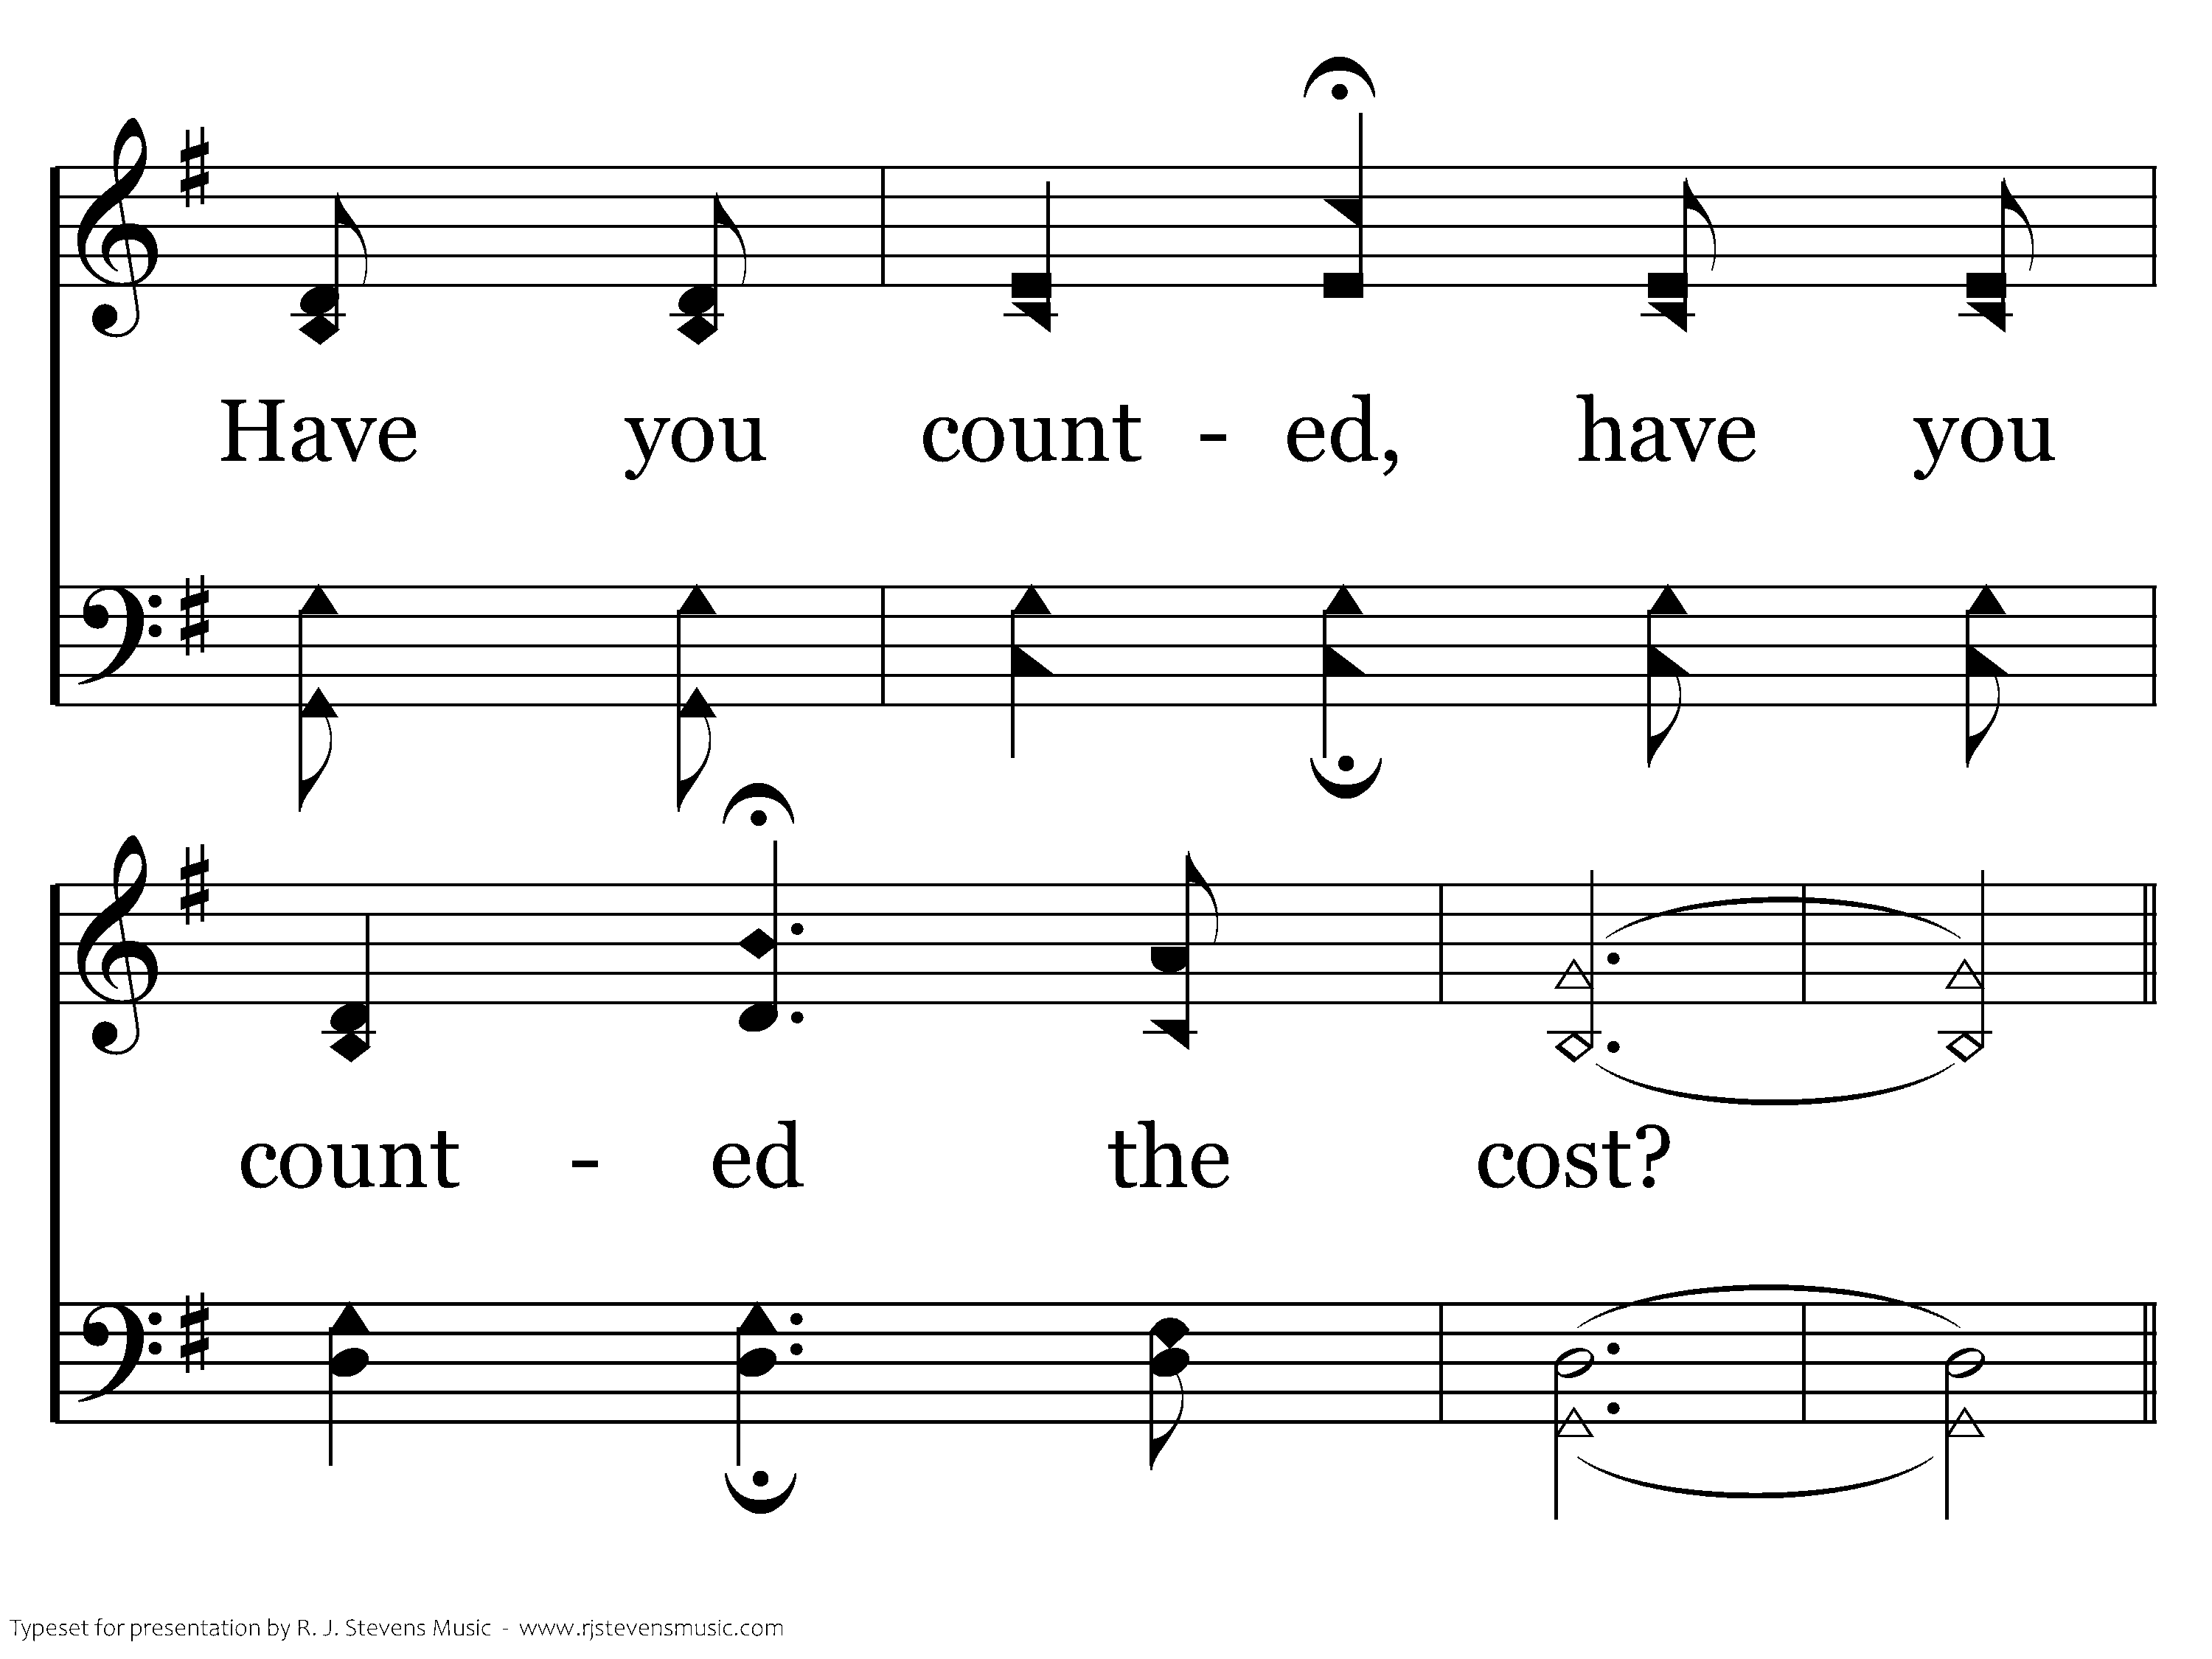 Have you count - ed, have you
count - ed the cost?
Typeset for presentation by R. J. Stevens Music - www.rjstevensmusic.com